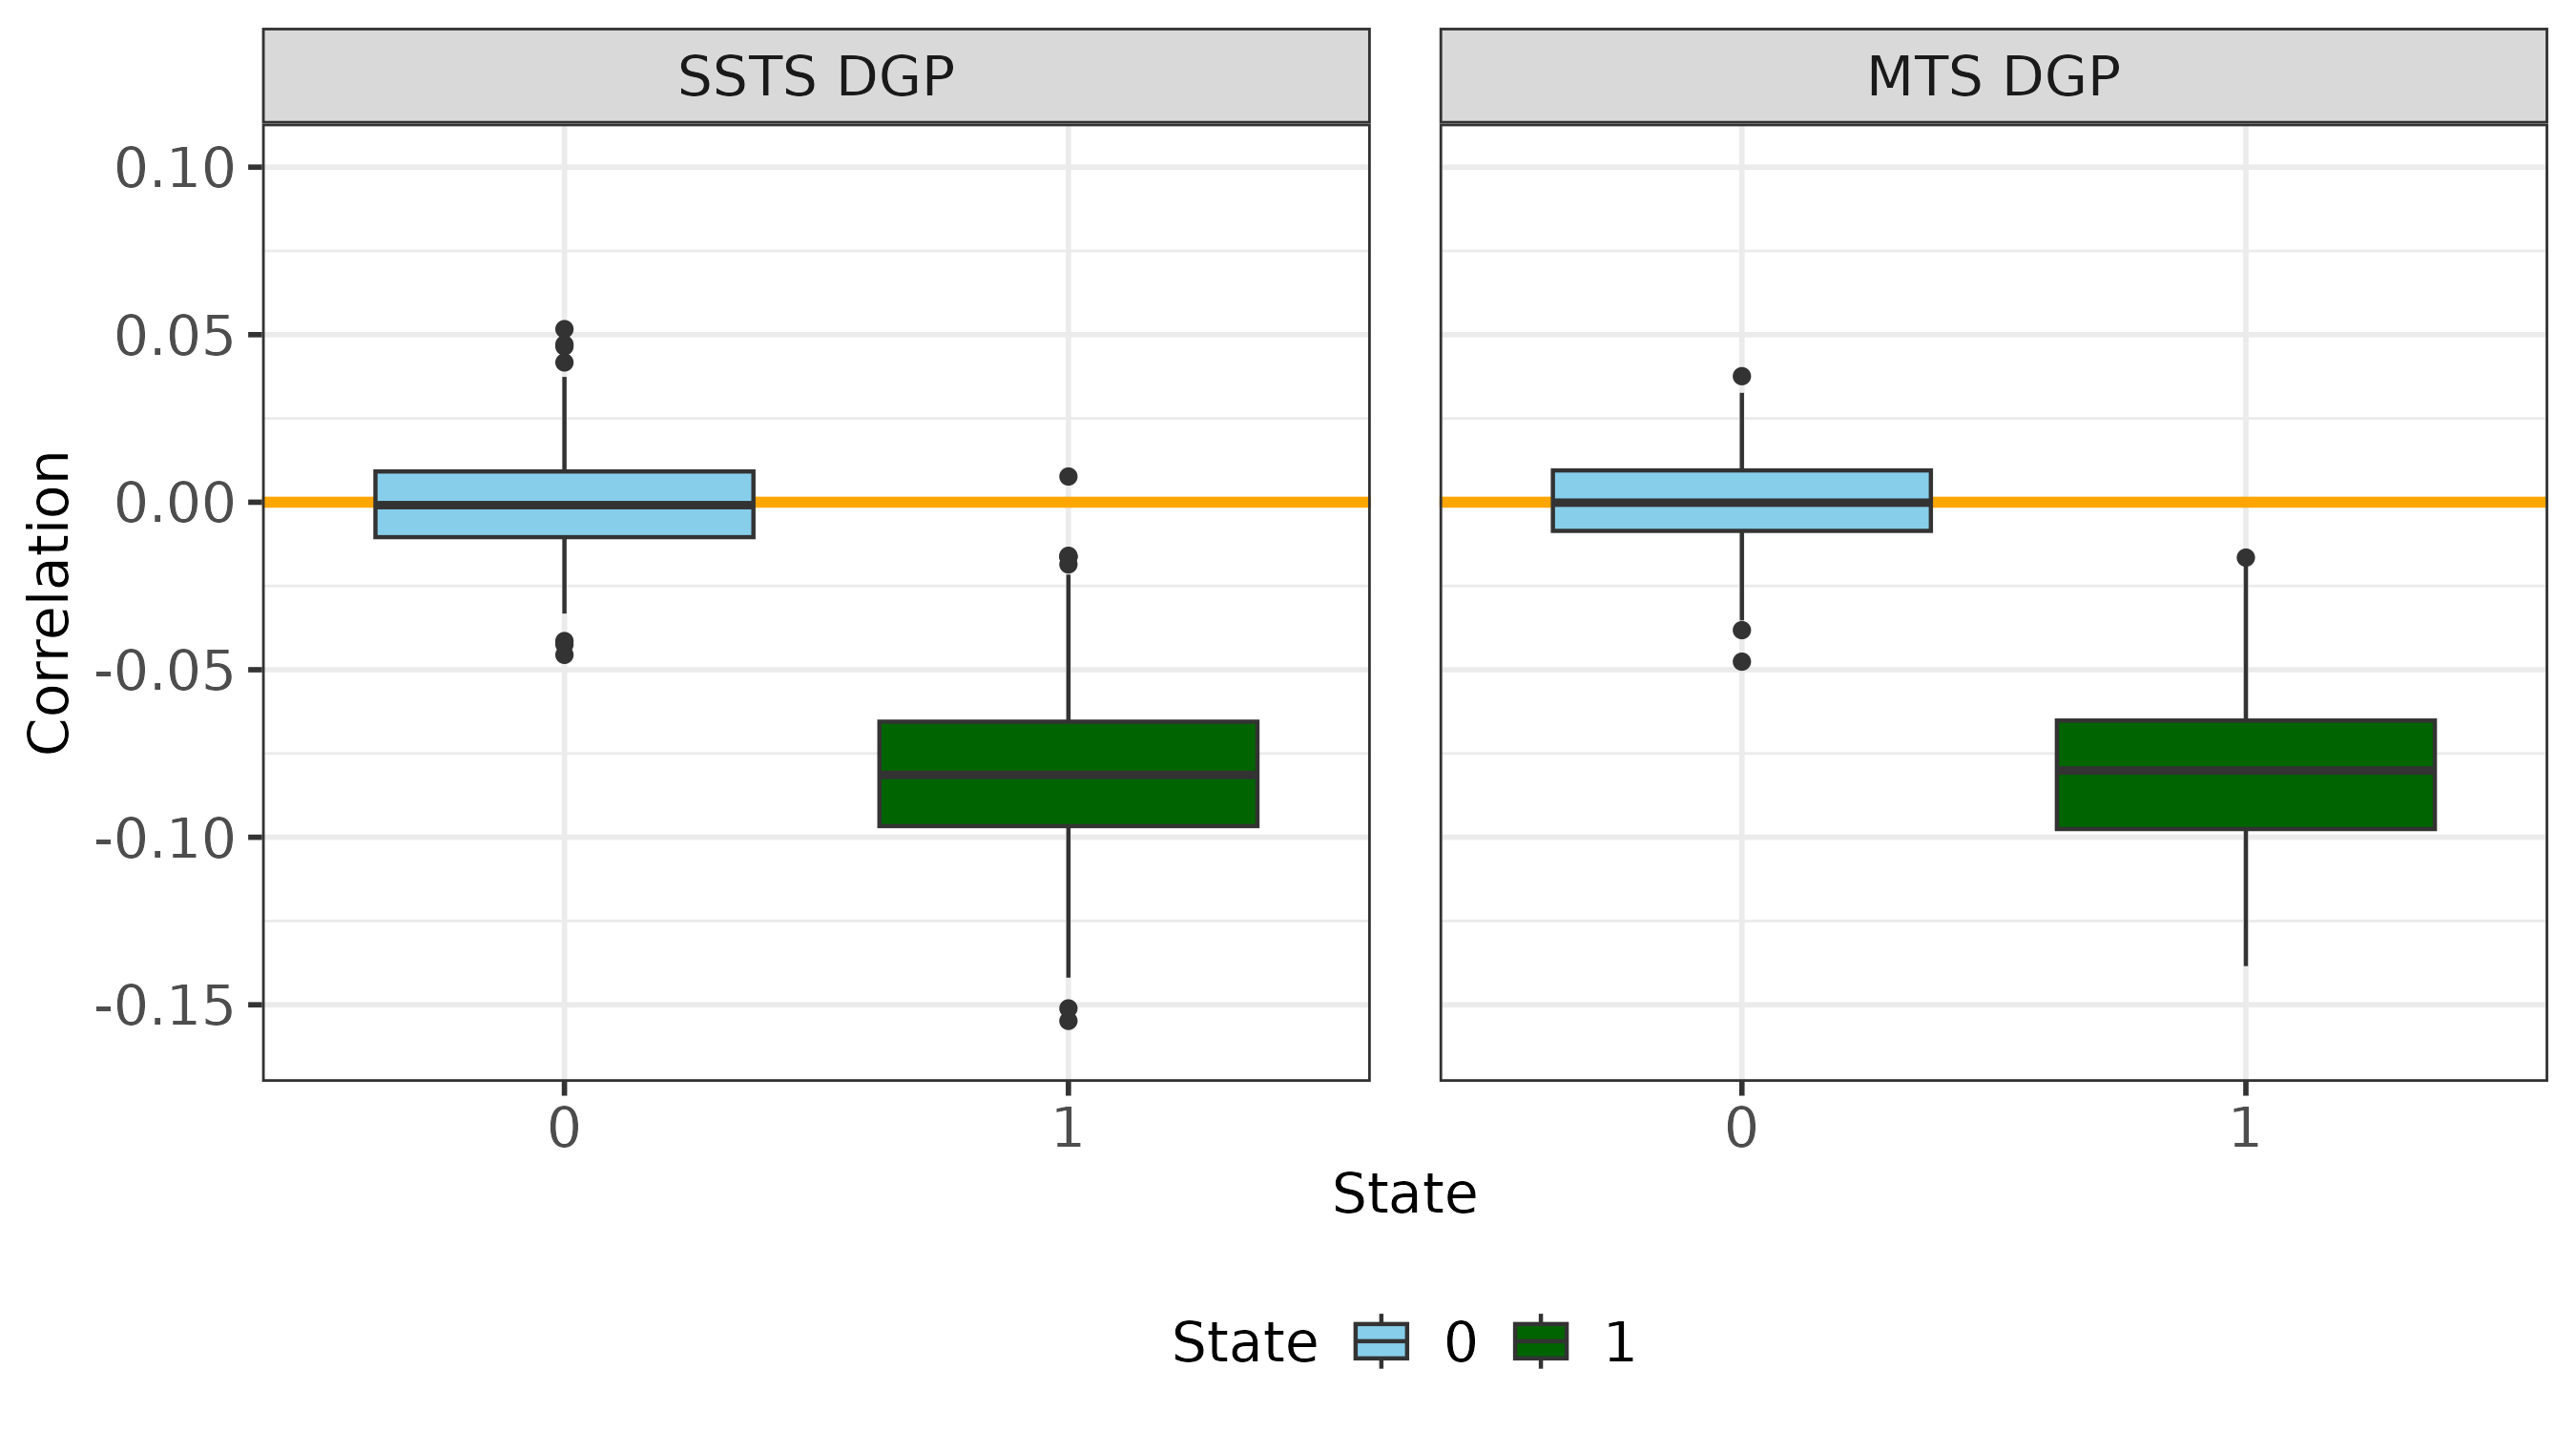 SSTS DGP
MTS DGP
Correlation
0.10
0.05
0.00
-0.05
-0.10
-0.15
0 1 0 1
State
State 0 1